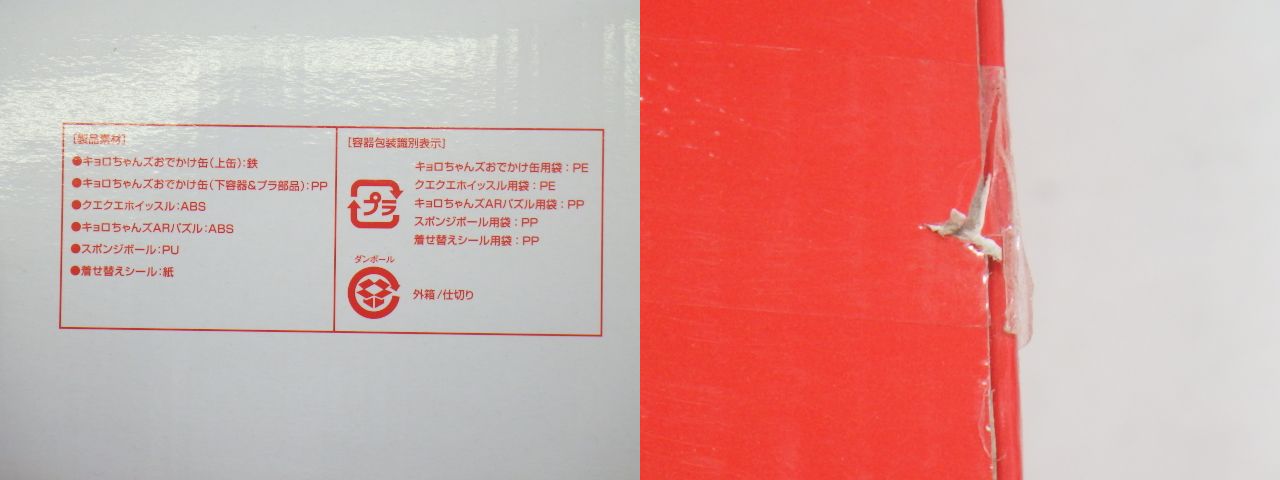 [製品素材]
●キョロちゃんズおでかけ缶(上缶):鉄
●キョロちゃんズおでかけ缶(下容器&プラ部品):PP
●クエクエホイッスル:ABS
●キョロちゃんズARパズル:ABS
●スポンジボール:PU
●着せ替えシール:紙
[容器包装識別表示]
プラ
キョロちゃんズおでかけ缶用袋:PE
クエクエホイッスル用袋:PE
キョロちゃんズARパズル用袋:PP
スポンジボール用袋:PP
着せ替えシール用袋:PP
ダンボール
外箱/仕切り